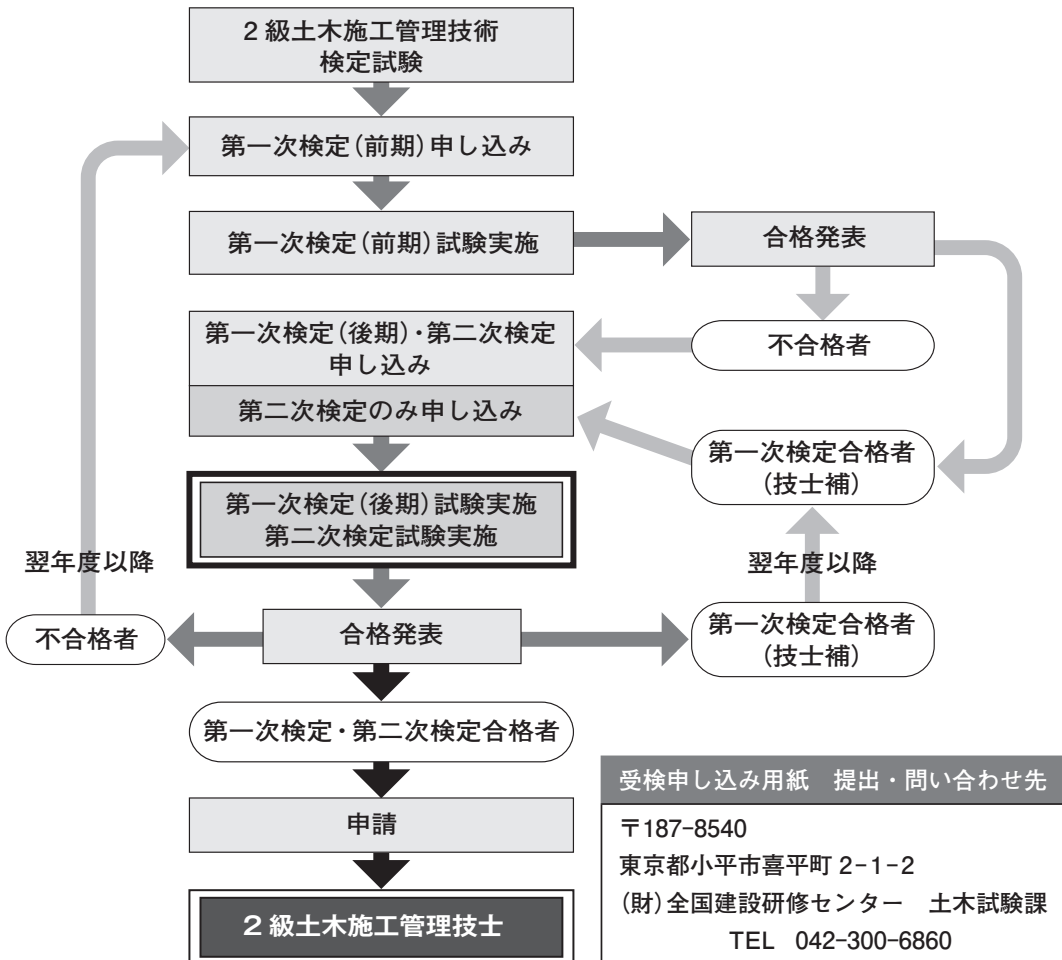 2級土木施工管理技術
検定試験
第一次検定(前期)申し込み
第一次検定(前期)試験実施
合格発表
不合格者
第一次検定(後期)・第二次検定
申し込み
第二次検定のみ申し込み
第一次検定合格者
(技士補)
第一次検定(後期)試験実施
第二次検定試験実施
翌年度以降
翌年度以降
不合格者
合格発表
第一次検定合格者
(技士補)
第一次検定・第二次検定合格者
申請
2級土木施工管理技士
受検申し込み用紙 提出・問い合わせ先
〒187-8540
東京都小平市喜平町 2-1-2
(財)全国建設研修センター 土木試験課
TEL 042-300-6860